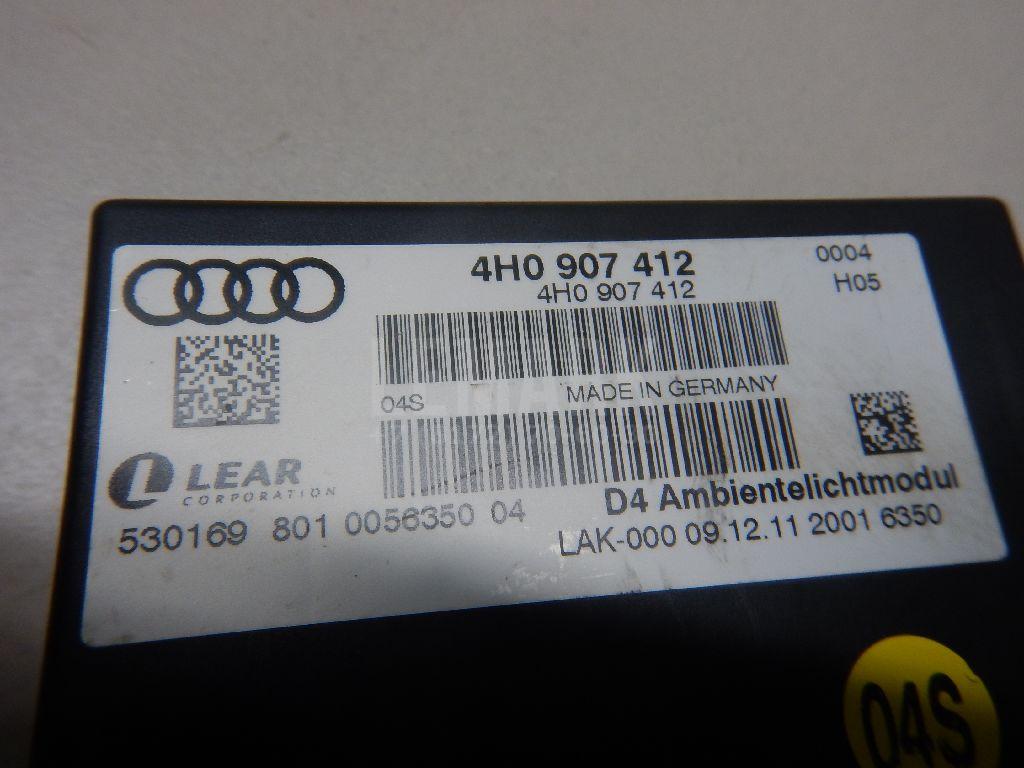 4H0 907 412
0004
4H0 907 412
H05
04S
MADE IN GERMANY
LEAR
CORPORATION
D4 Ambientelichtmodul
530169 801 0056350 04
LAK-000 09.12.11 2001 6350
04S